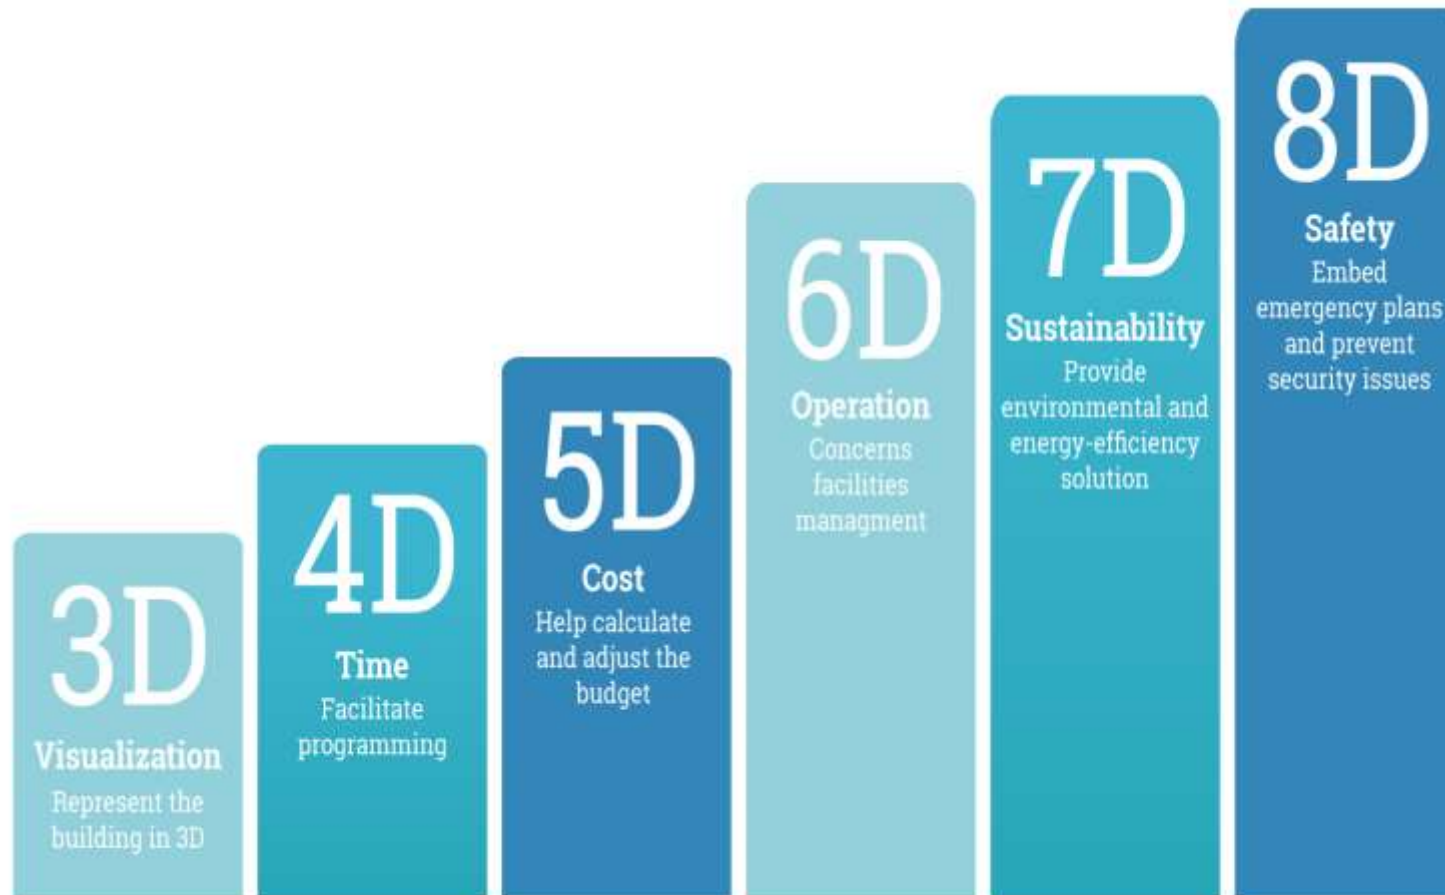 3D
Visualization
Represent the
building in 3D
4D
Time
Facilitate
programming
5D
Cost
Help calculate
and adjust the
budget
6D
Operation
Concerns
facilities
managment
7D
Sustainability
Provide
environmental and
energy-efficiency
solution
8D
Safety
Embed
emergency plans
and prevent
security issues